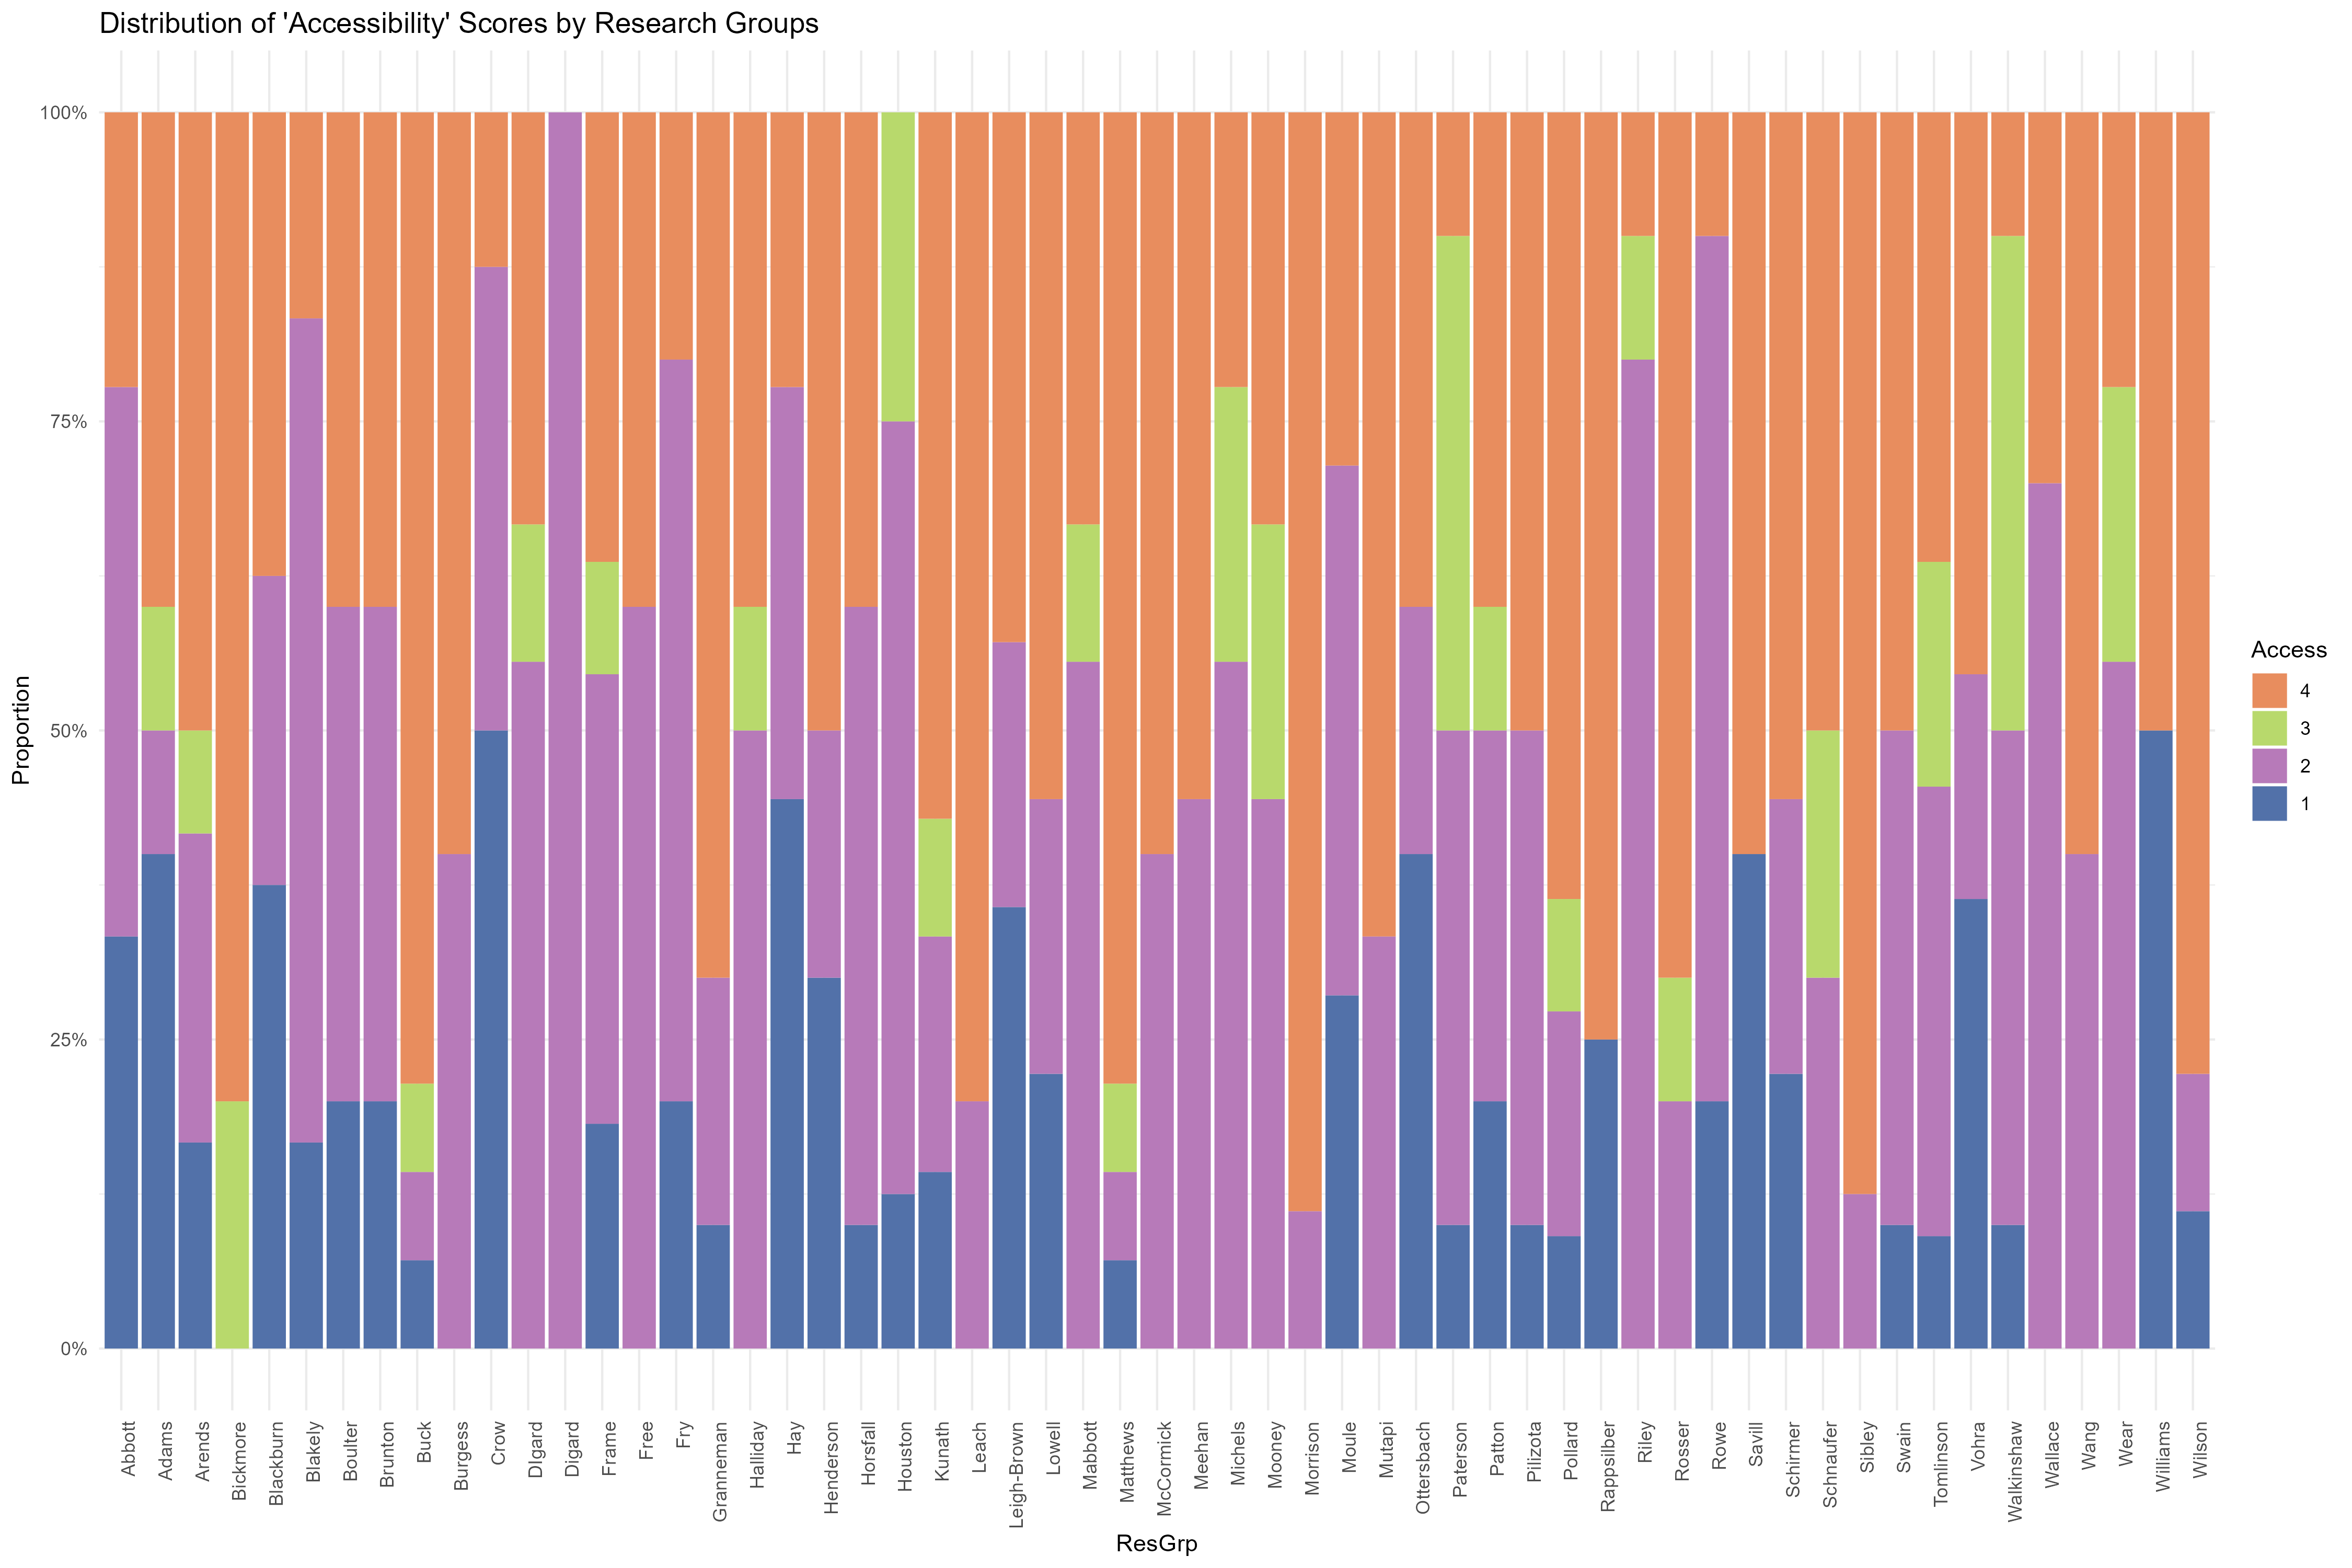 Distribution of 'Accessibility' Scores by Research Groups
100%
75%
50%
25%
0%
Proportion
Access
4
3
2
1
Abbott
Adams
Arends
Bickmore
Blackburn
Blakely
Boulter
Brunton
Buck
Burgess
Crow
DIgard
Digard
Frame
Free
Fry
Granneman
Halliday
Hay
Henderson
Horsfall
Houston
Kunath
Leach
Leigh-Brown
Lowell
Mabbott
Matthews
McCormick
Meehan
Michels
Mooney
Morrison
Moule
Mutapi
Ottersbach
Paterson
Patton
Pilizota
Pollard
Rappsilber
Riley
Rosser
Rowe
Savill
Schirmer
Schnaufer
Sibley
Swain
Tomlinson
Vohra
Walkinshaw
Wallace
Wang
Wear
Williams
Wilson
ResGrp